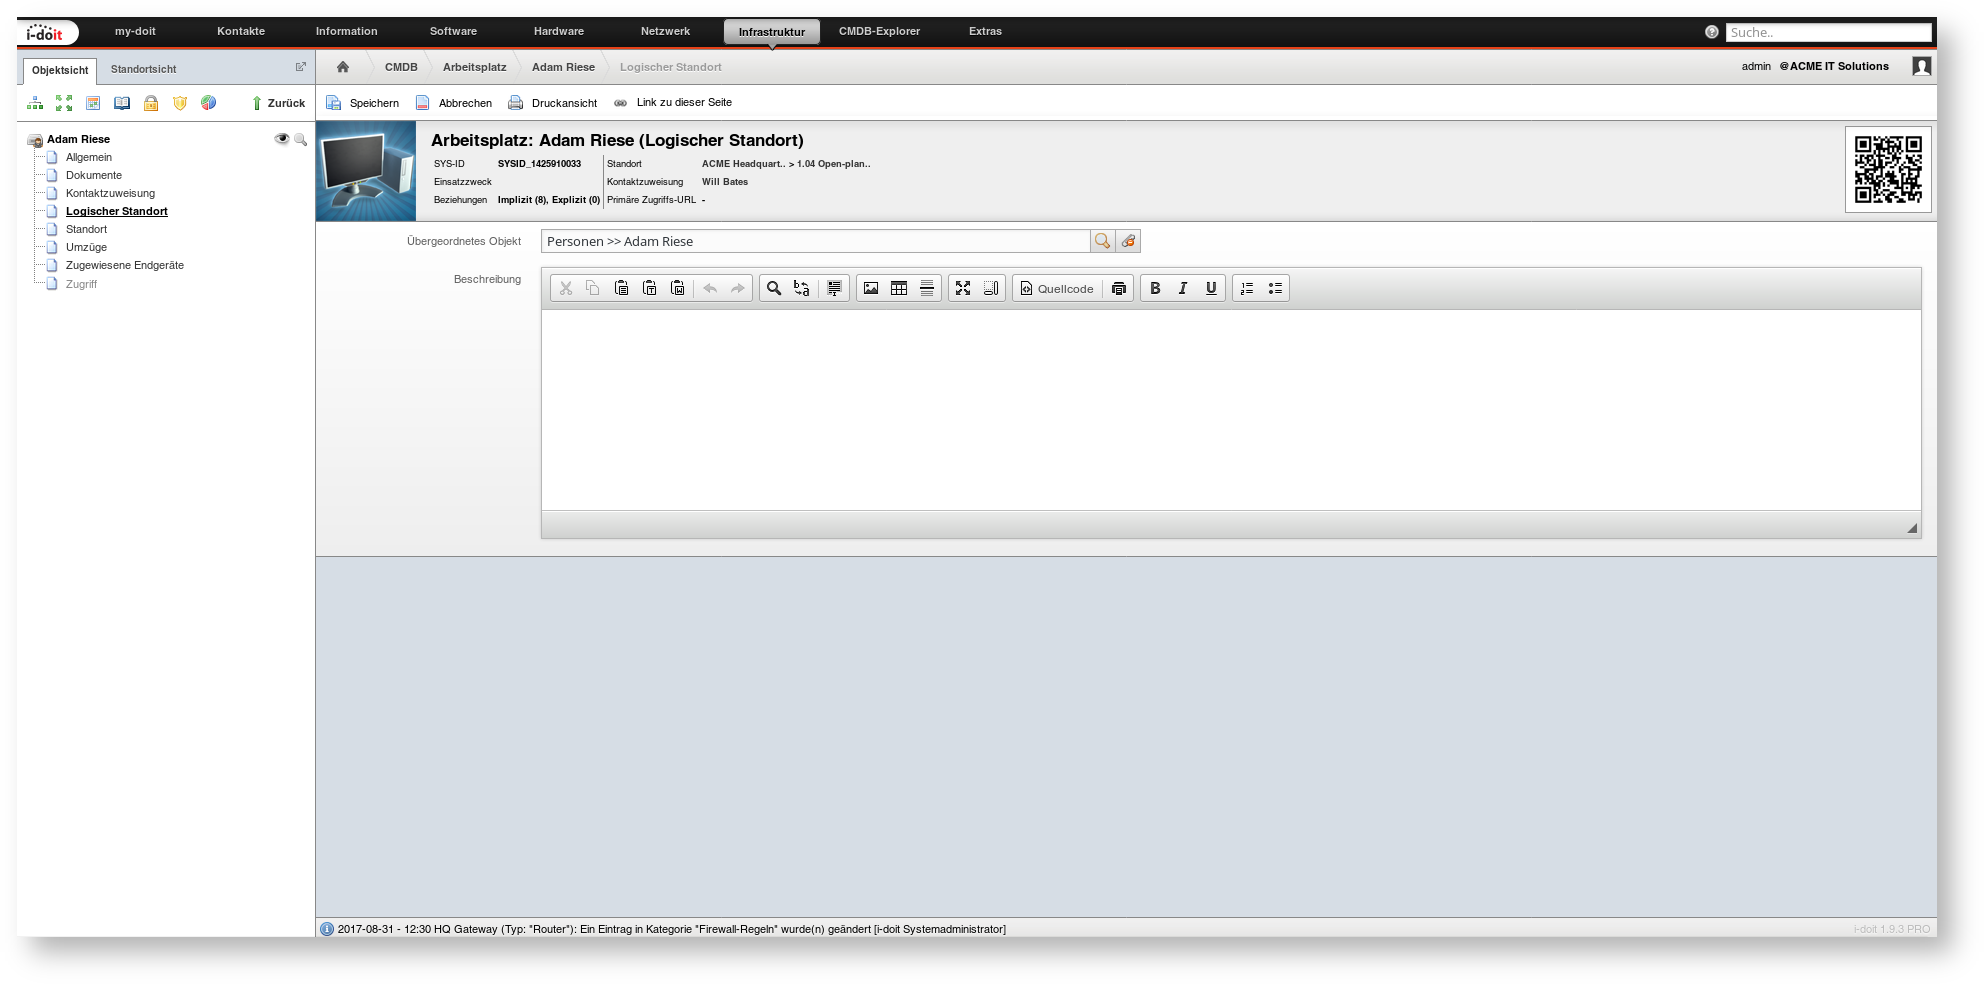 i-doit my-doit Kontakte Information Software Hardware Netzwerk Infrastruktur CMDB-Explorer Extras Suche..
Objektsicht Standortsicht CMDB Arbeitsplatz Adam Riese Logischer Standort admin @ACME IT Solutions
Zurück Speichern Abbrechen Druckansicht Link zu dieser Seite
Adam Riese
Allgemein
Dokumente
Kontaktzuweisung
Logischer Standort
Standort
Umzüge
Zugewiesene Endgeräte
Zugriff
Arbeitsplatz: Adam Riese (Logischer Standort)
SYS-ID SYSID_1425910033 Standort ACME Headquart.. > 1.04 Open-plan..
Einsatzzweck Kontaktzuweisung Will Bates
Beziehungen Implizit (8), Explizit (0) Primäre Zugriffs-URL -
Übergeordnetes Objekt Personen >> Adam Riese
Beschreibung
Quellcode B I U
2017-08-31 - 12:30 HQ Gateway (Typ: "Router"): Ein Eintrag in Kategorie "Firewall-Regeln" wurde(n) geändert [i-doit Systemadministrator] i-doit 1.9.3 PRO